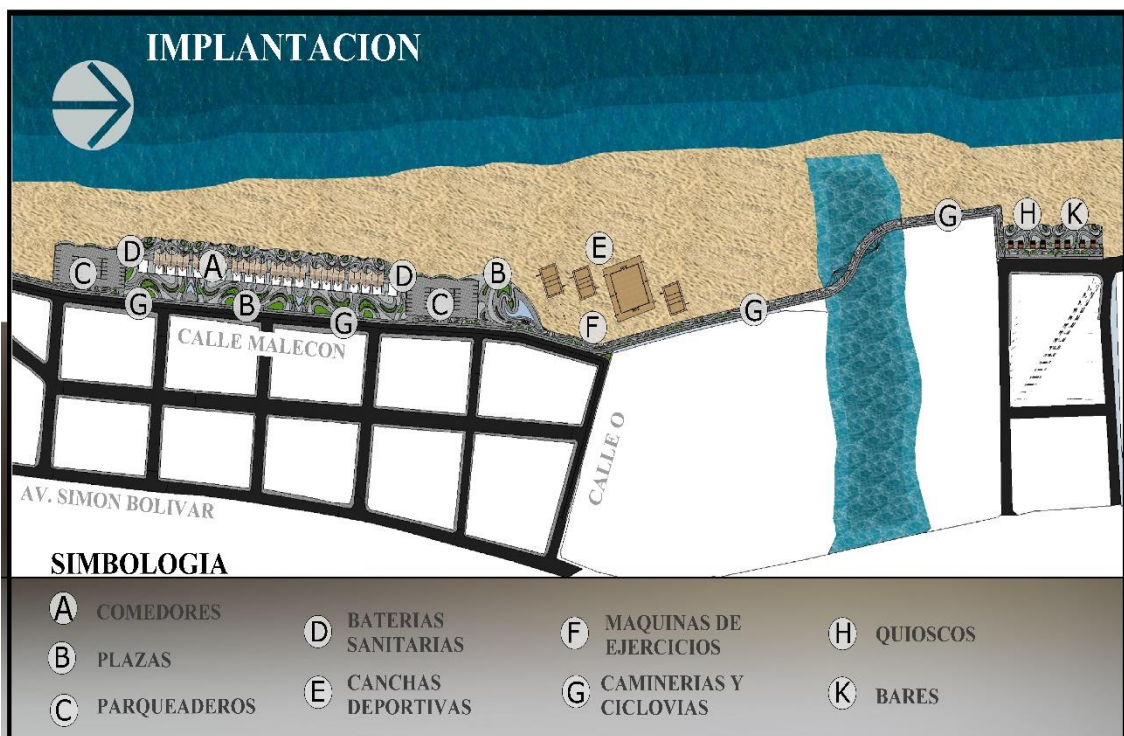 IMPLANTACION
G
H
K
D
A
E
C
D
B
C
G
B
G
F
G
CALLE MALECON
CALLE O
AV. SIMON BOLIVAR
SIMBOLOGIA
A COMEDORES
B PLAZAS
C PARQUEADEROS
D BATERIAS
SANITARIAS
E CANCHAS
DEPORTIVAS
F MAQUINAS DE
EJERCICIOS
G CAMINERIAS Y
CICLOVIAS
H QUIOSCOS
K BARES